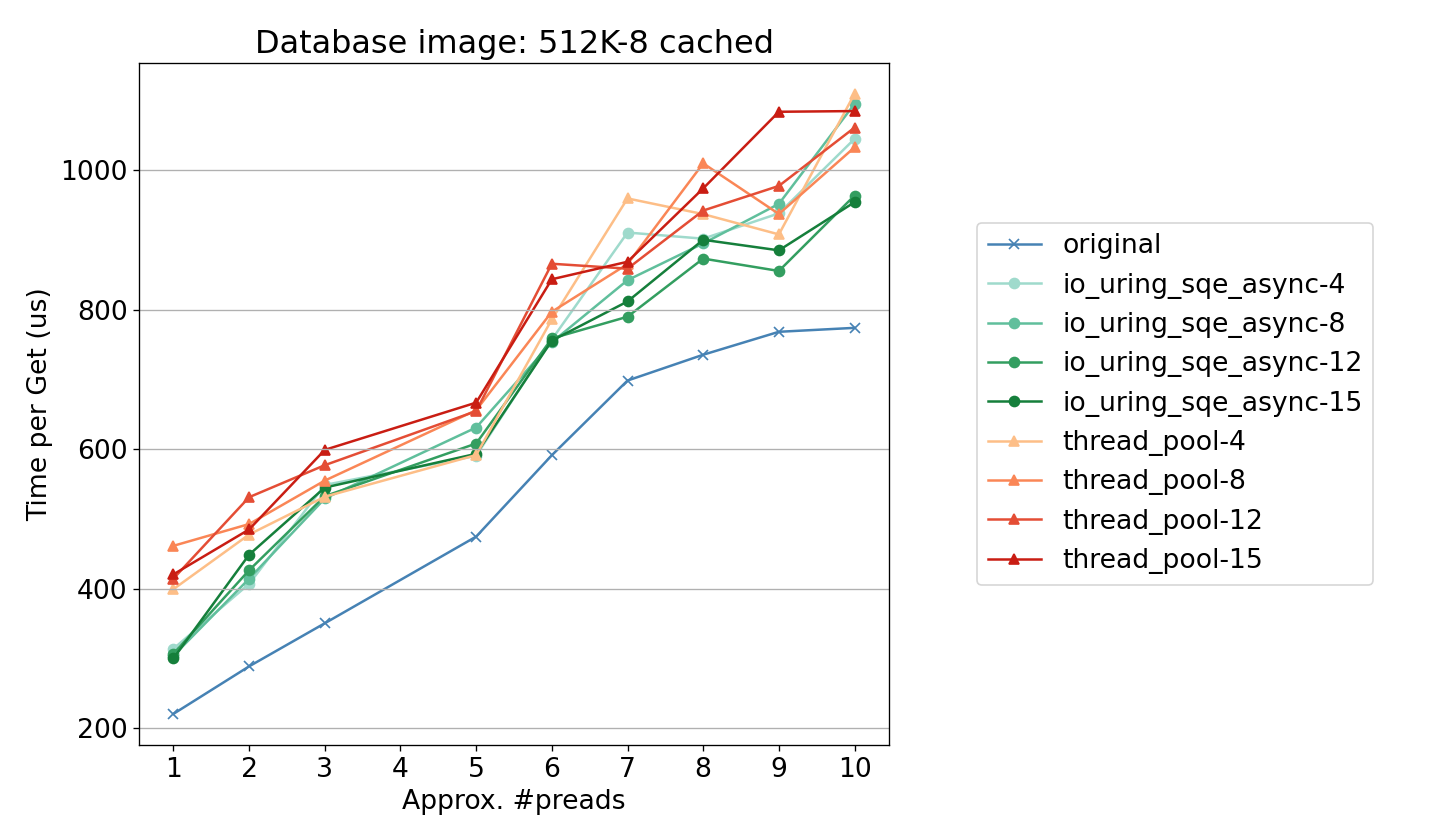 Database image: 512K-8 cached
Time per Get (us)
1000
800
600
400
200
1 2 3 4 5 6 7 8 9 10
Approx. #preads
original
io_uring_sqe_async-4
io_uring_sqe_async-8
io_uring_sqe_async-12
io_uring_sqe_async-15
thread_pool-4
thread_pool-8
thread_pool-12
thread_pool-15